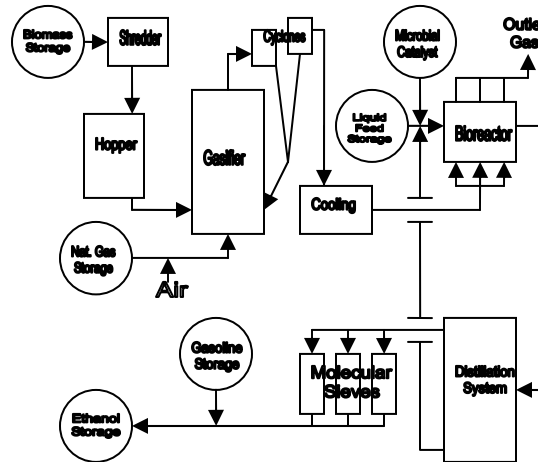 Biomass
Storage
Shredder
Cyclones
Microbial
Catalyst
Outle
Gas
Hopper
Gasifier
Liquid
Feed
Storage
Bioreactor
Cooling
Nat. Gas
Storage
Air
Gasoline
Storage
Molecular
Sieves
Distillation
System
Ethanol
Storage